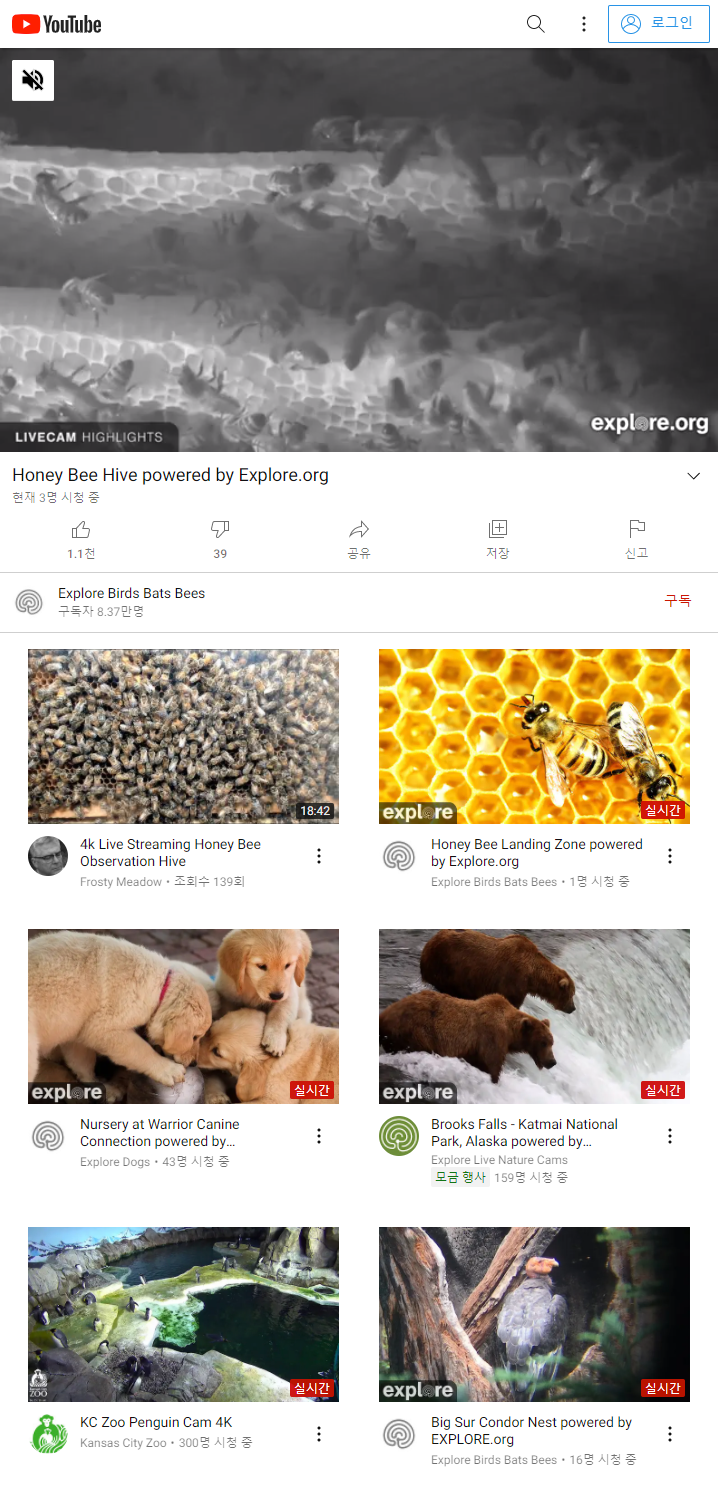 YouTube
로그인
explore.org
LIVECAM HIGHLIGHTS
Honey Bee Hive powered by Explore.org
현재 3명 시청 중
1.1천
39
공유
저장
신고
Explore Birds Bats Bees
구독자 8.37만명
구독
18:42
4k Live Streaming Honey Bee
Observation Hive
Frosty Meadow • 조회수 139회
explore
실시간
Honey Bee Landing Zone powered
by Explore.org
Explore Birds Bats Bees • 1명 시청 중
explore
실시간
Nursery at Warrior Canine
Connection powered by...
Explore Dogs • 43명 시청 중
explore
실시간
Brooks Falls - Katmai National
Park, Alaska powered by...
Explore Live Nature Cams
모금 행사 159명 시청 중
ZOO
실시간
KC Zoo Penguin Cam 4K
Kansas City Zoo • 300명 시청 중
explore
실시간
Big Sur Condor Nest powered by
EXPLORE.org
Explore Birds Bats Bees • 16명 시청 중